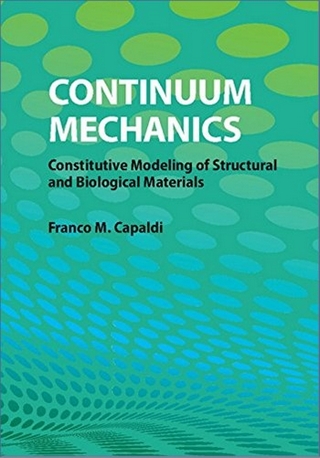 CONTINUUM
MECHANICS
Constitutive Modeling of Structural
and Biological Materials
Franco M. Capaldi